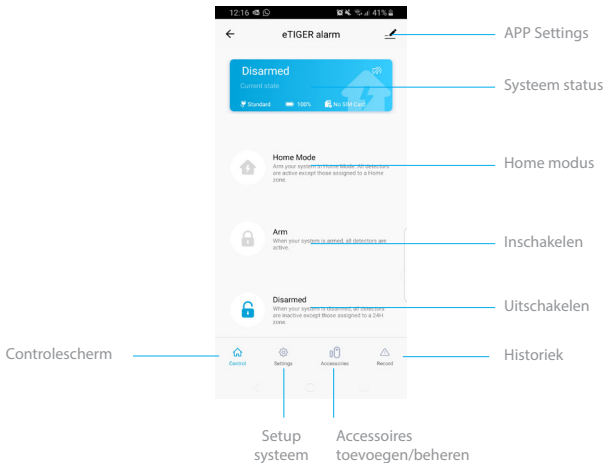 12:16
41%
eTIGER alarm
APP Settings
Disarmed
Current state
Systeem status
Standard 100% No SIM Card
Home Mode
Arm your system in Home Mode. All detectors
are active except those assigned to a Home
zone.
Home modus
Arm
When your system is armed, all detectors are
active.
Inschakelen
Disarmed
When your system is disarmed, all detectors
are inactive except those assigned to a 24H
zone.
Uitschakelen
Controlescherm
Control Settings Accessories Record
Historiek
Setup
systeem
Accessoires
toevoegen/beheren